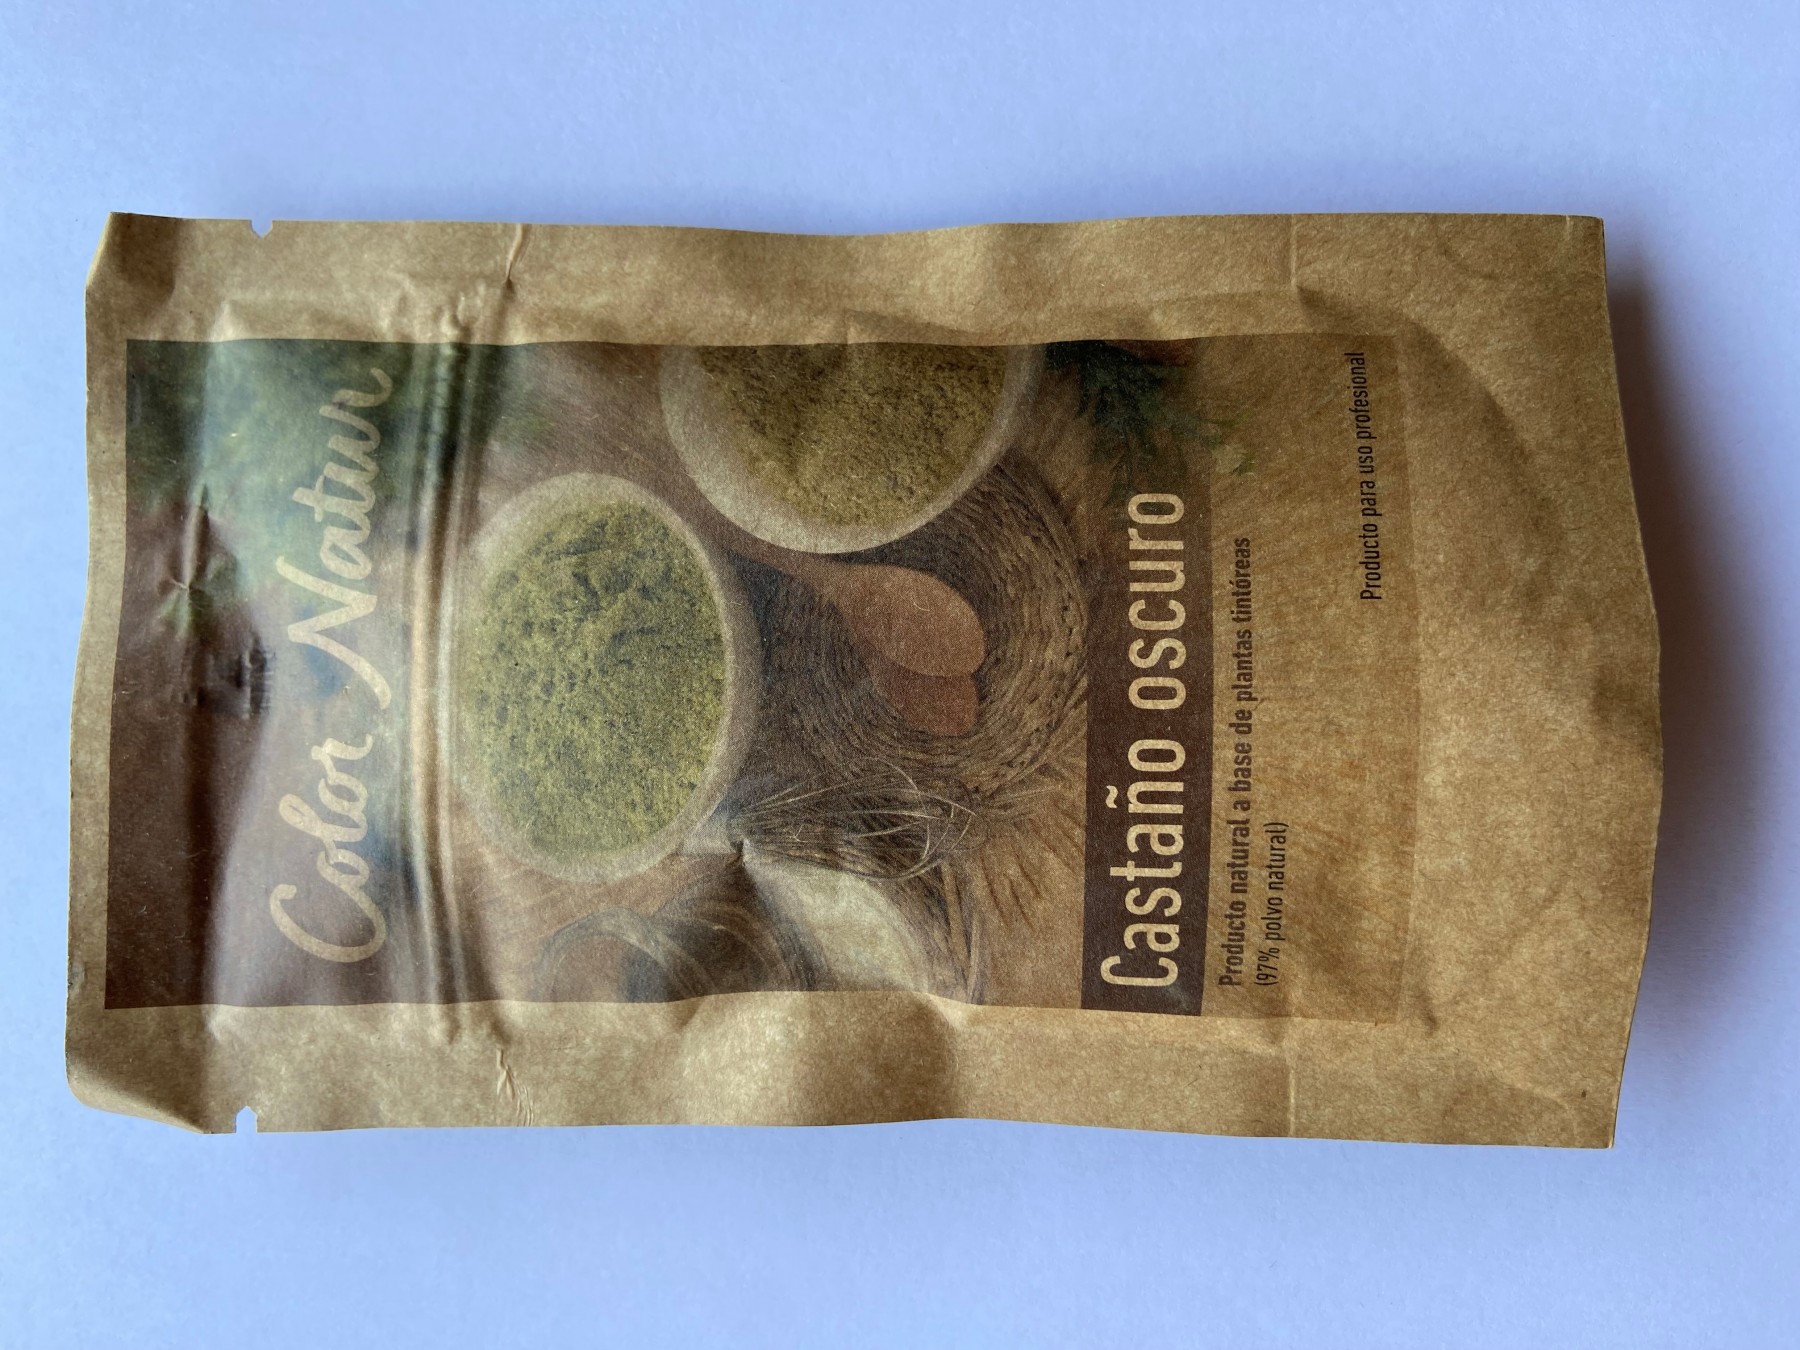 Color Natur
Castaño oscuro
Producto natural a base de plantas tintóreas
(97% polvo natural)
Producto para uso profesional